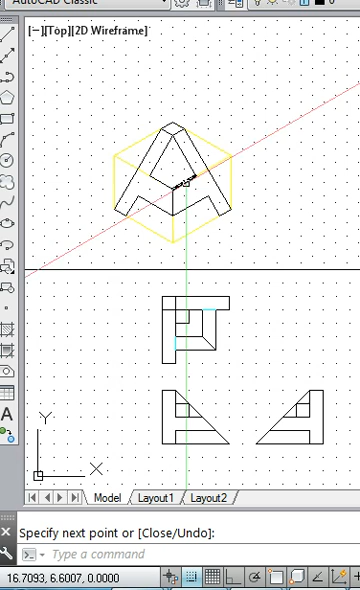 AutoCAD Classic
0
[−][Top][2D Wireframe]
Y
X
Model Layout1 Layout2
Specify next point or [Close/Undo]:
Type a command
16.7093, 6.6007, 0.0000
A